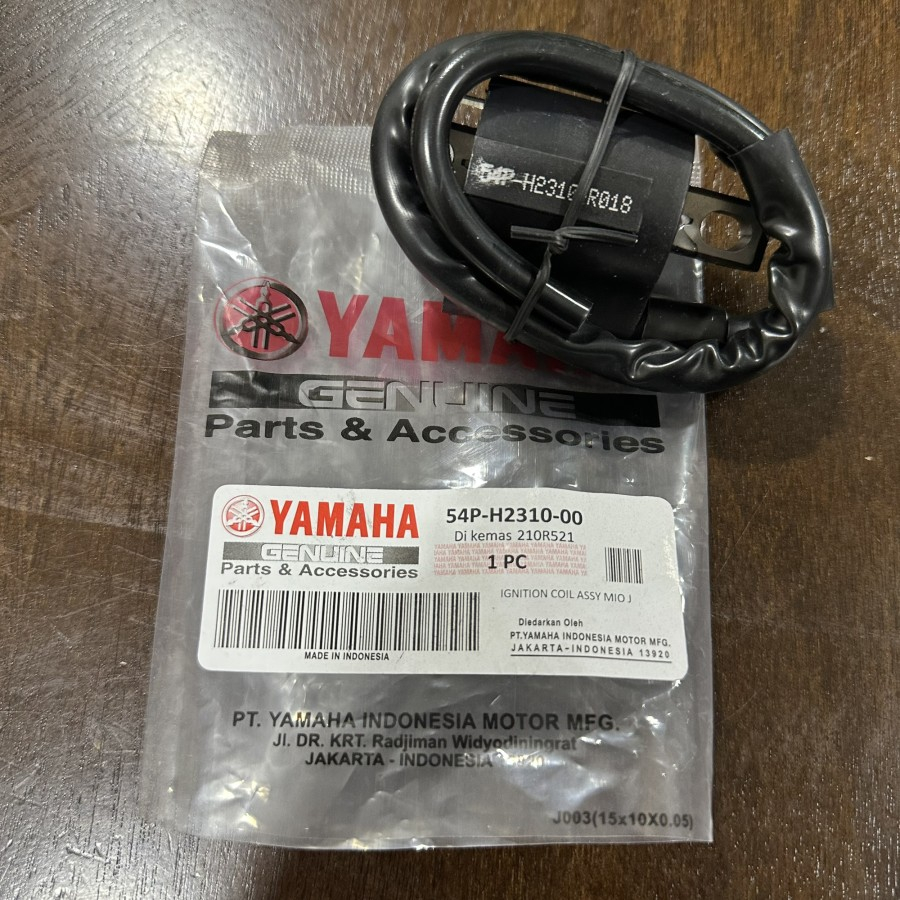 54P-H2310 R018
YAMAHA
GENUINE
Parts & Accessories
YAMAHA
GENUINE
Parts & Accessories
MADE IN INDONESIA
54P-H2310-00
Di kemas 210R521
1 PC
IGNITION COIL ASSY MIO J
Diedarkan Oleh
PT.YAMAHA INDONESIA MOTOR MFG.
JAKARTA-INDONESIA 13920
PT. YAMAHA INDONESIA MOTOR MFG.
Jl. DR. KRT. Radjiman Widyodiningrat
JAKARTA - INDONESIA 13920
J003(15x10X0.05)